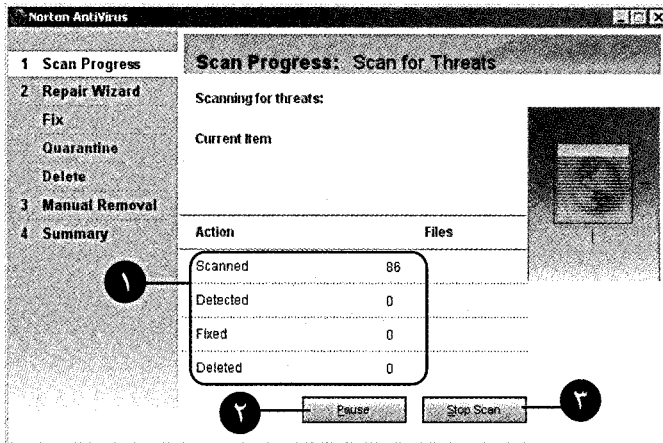 Norton AntiVirus
1 Scan Progress
2 Repair Wizard
Fix
Quarantine
Delete
3 Manual Removal
4 Summary
Scan Progress: Scan for Threats
Scanning for threats:
Current Item
Action Files
Scanned 86
Detected 0
Fixed 0
Deleted 0
١
٢ Pause Stop Scan ٣